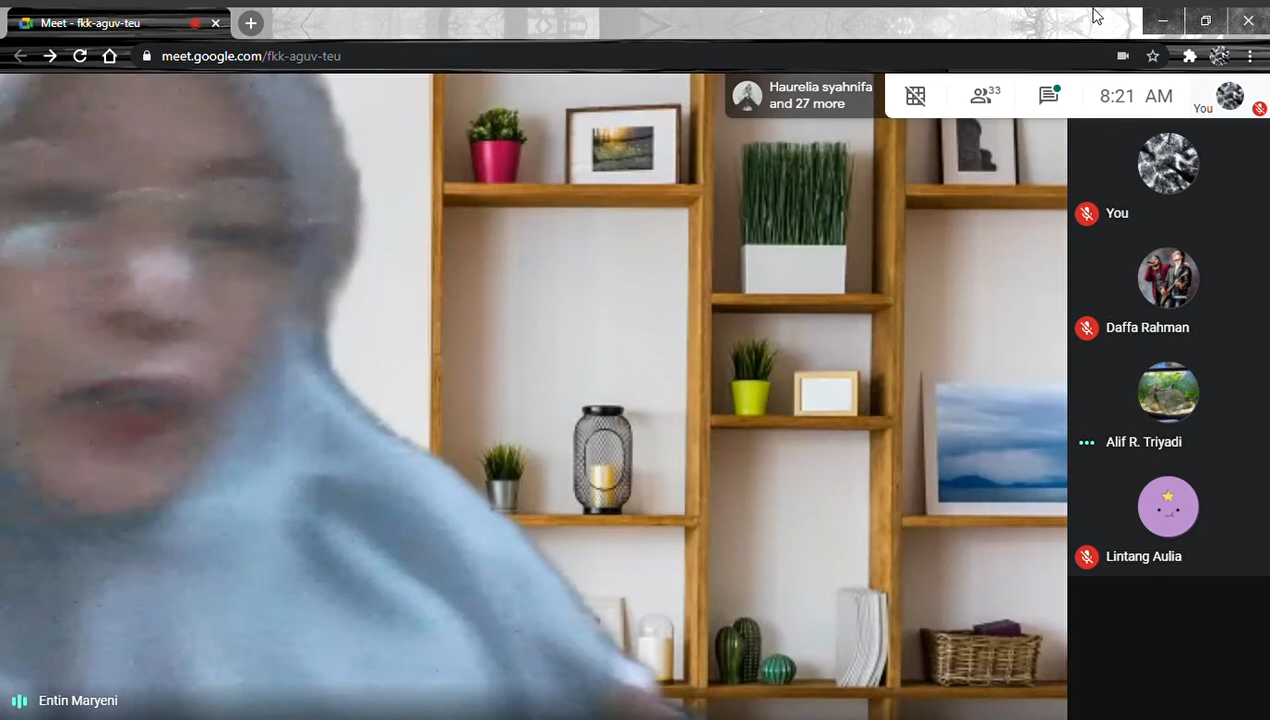 Meet - fkk-aguv-teu
meet.google.com/fkk-aguv-teu
Haurelia syahnifa
and 27 more
33
8:21 AM
You
You
Daffa Rahman
Alif R. Triyadi
Lintang Aulia
Entin Maryeni